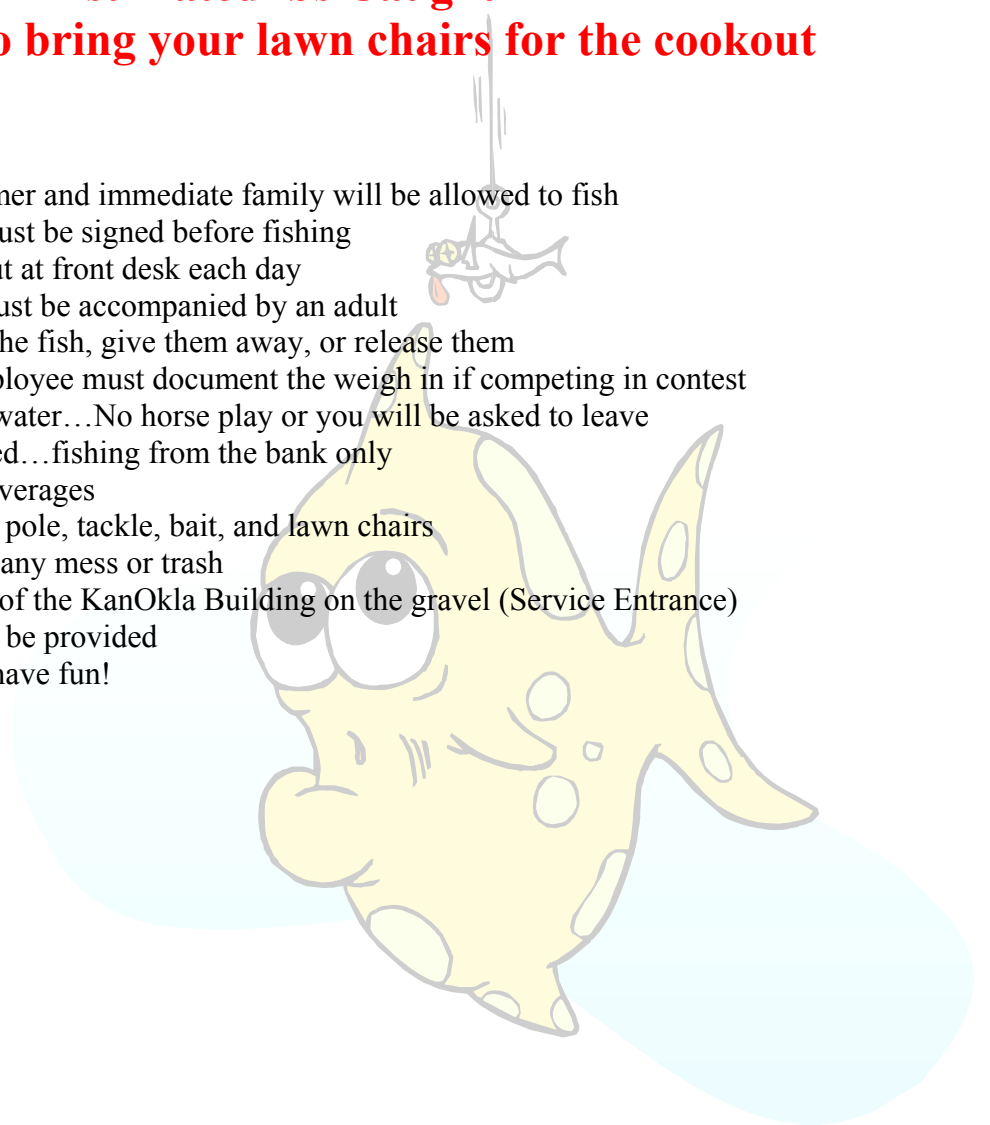 o bring your lawn chairs for the cookout
ner and immediate family will be allowed to fish
ust be signed before fishing
ut at front desk each day
ust be accompanied by an adult
he fish, give them away, or release them
ployee must document the weigh in if competing in contest
water…No horse play or you will be asked to leave
ed…fishing from the bank only
verages
pole, tackle, bait, and lawn chairs
any mess or trash
of the KanOkla Building on the gravel (Service Entrance)
be provided
have fun!